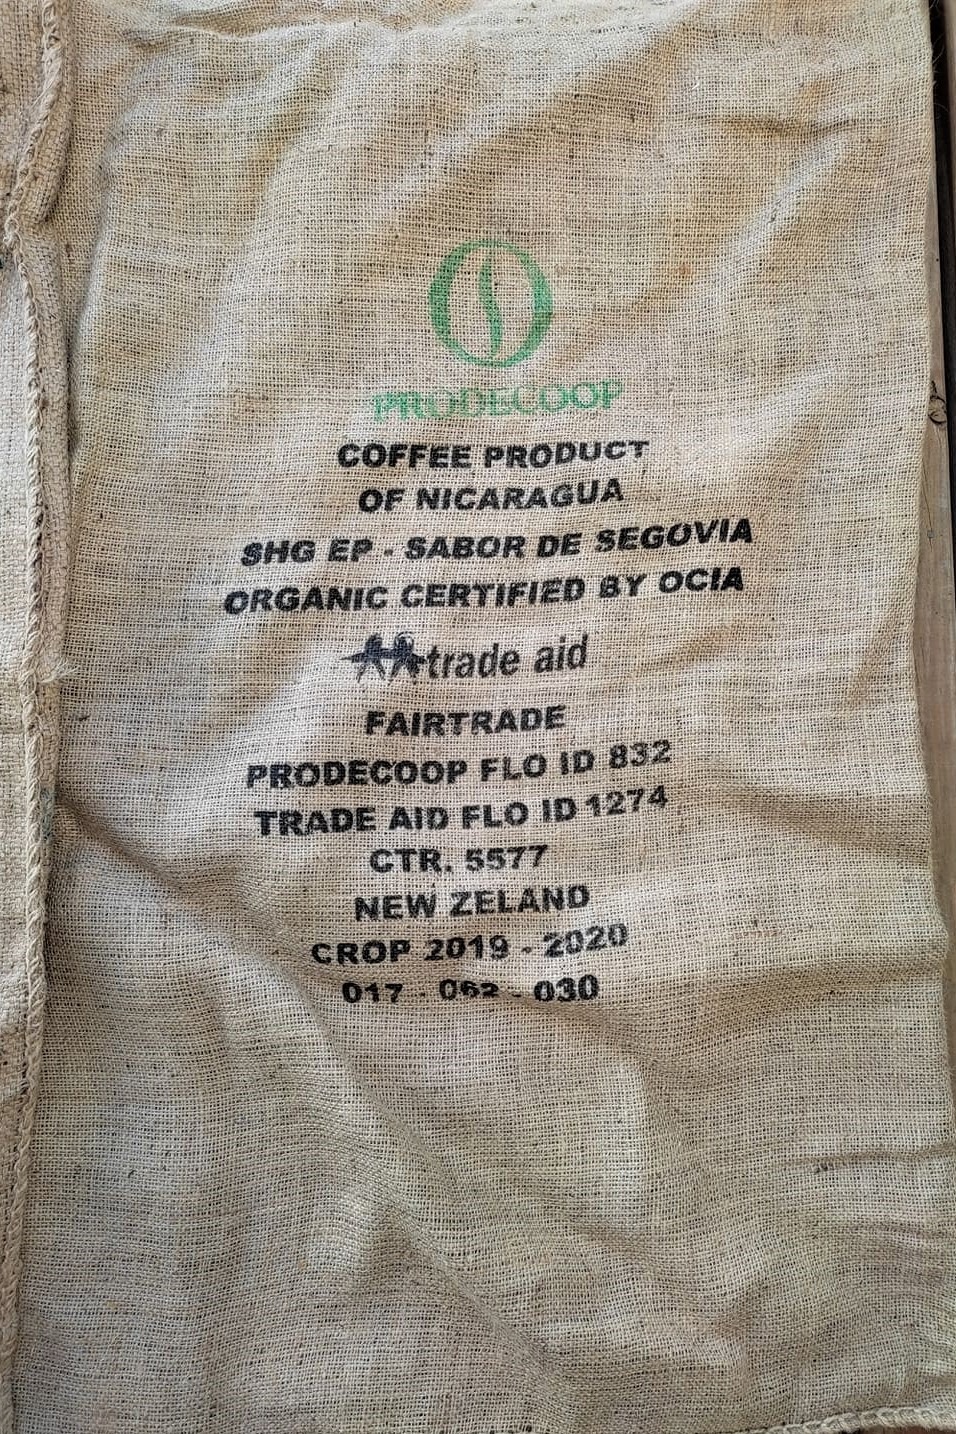 PRODECOOP
COFFEE PRODUCT
OF NICARAGUA
SHG EP - SABOR DE SEGOVIA
ORGANIC CERTIFIED BY OCIA
trade aid
FAIRTRADE
PRODECOOP FLO ID 832
TRADE AID FLO ID 1274
CTR. 5577
NEW ZELAND
CROP 2019 - 2020
017 - 062 - 030